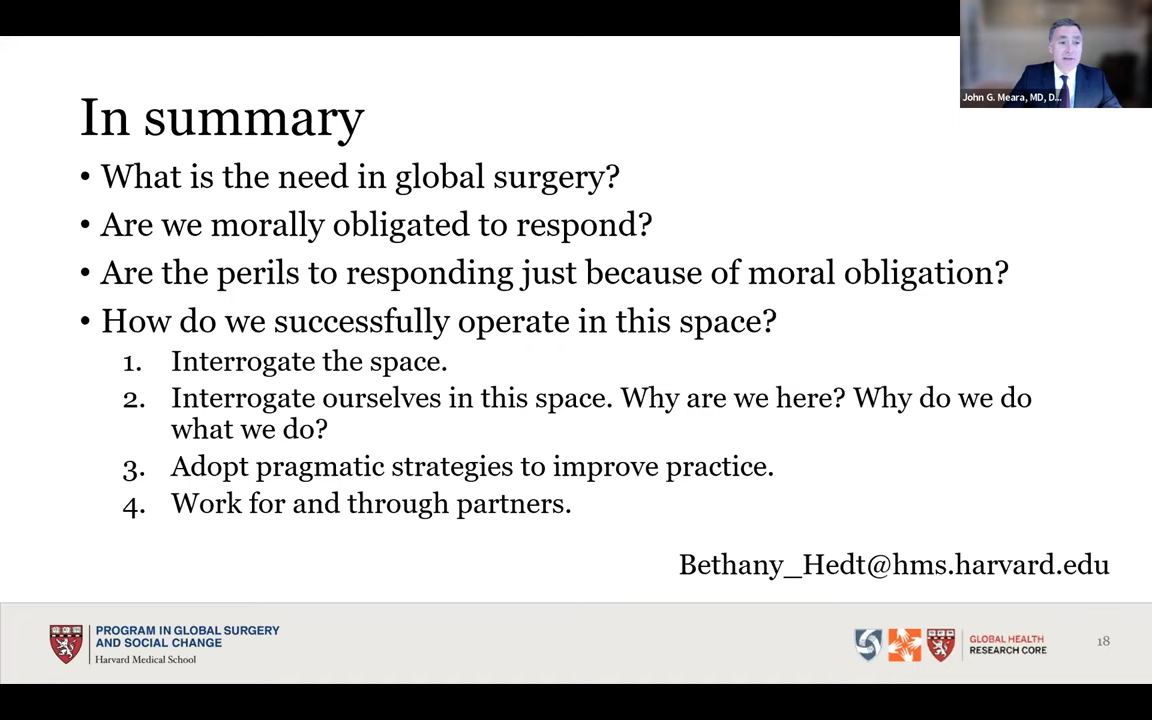 John G. Meara, MD, D...
In summary
• What is the need in global surgery?
• Are we morally obligated to respond?
• Are the perils to responding just because of moral obligation?
• How do we successfully operate in this space?
1. Interrogate the space.
2. Interrogate ourselves in this space. Why are we here? Why do we do
what we do?
3. Adopt pragmatic strategies to improve practice.
4. Work for and through partners.
Bethany_Hedt@hms.harvard.edu
PROGRAM IN GLOBAL SURGERY
AND SOCIAL CHANGE
Harvard Medical School
GLOBAL HEALTH
RESEARCH CORE
18